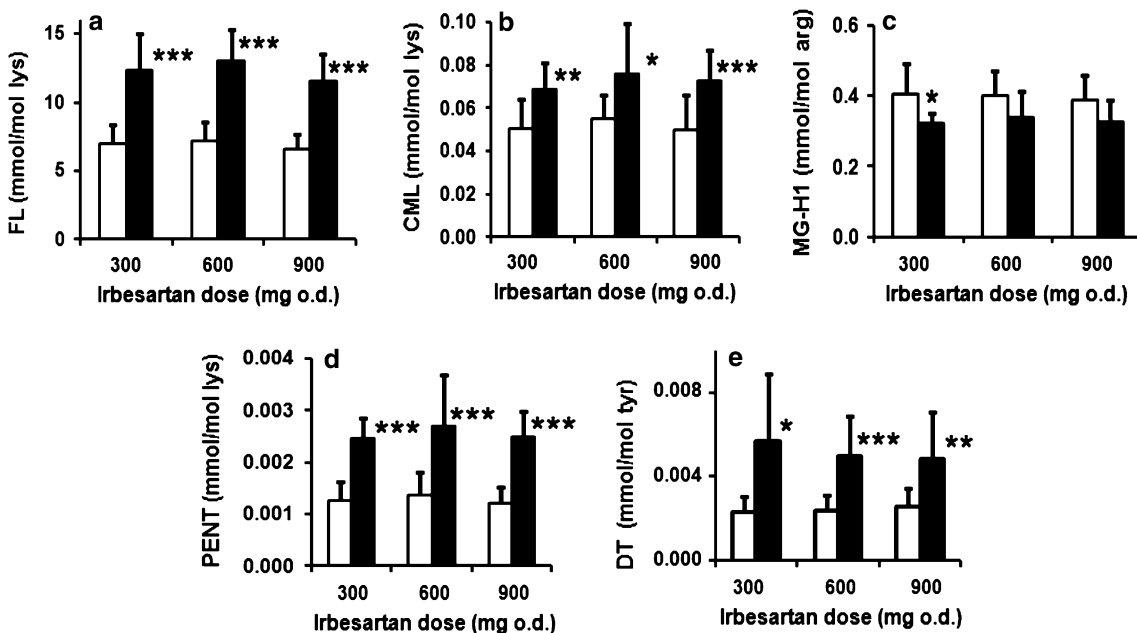 a
FL (mmol/mol lys)
15
10
5
0
***
***
***
300 600 900
Irbesartan dose (mg o.d.)
b
CML (mmol/mol lys)
0.10
0.08
0.06
0.04
0.02
0.00
**
*
***
300 600 900
Irbesartan dose (mg o.d.)
c
MG-H1 (mmol/mol arg)
0.6
0.4
0.2
0.0
*
300 600 900
Irbesartan dose (mg o.d.)
d
PENT (mmol/mol lys)
0.004
0.003
0.002
0.001
0.000
***
***
***
300 600 900
Irbesartan dose (mg o.d.)
e
DT (mmol/mol tyr)
0.008
0.004
0.000
*
***
**
300 600 900
Irbesartan dose (mg o.d.)